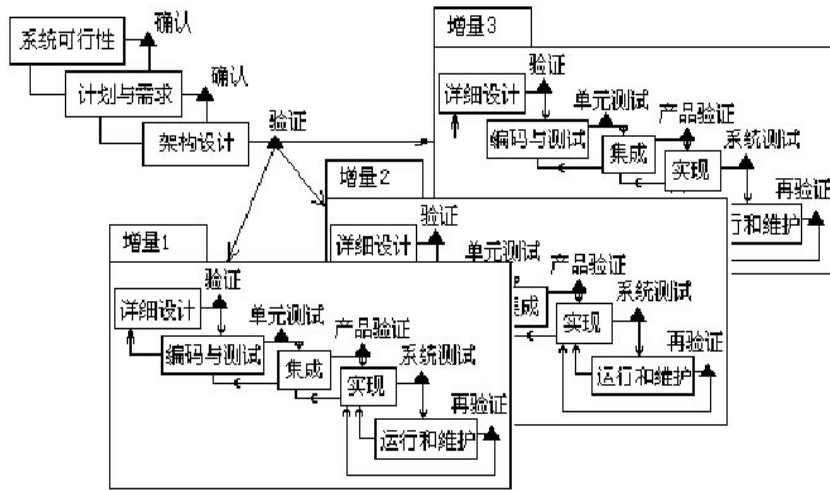 系统可行性
确认
计划与需求
确认
架构设计
验证
增量3
详细设计
验证
编码与测试
单元测试
集成
产品验证
实现
系统测试
再验证
行和维护
增量2
详细设计
验证
单元测试
集成
产品验证
实现
系统测试
再验证
运行和维护
增量1
详细设计
验证
编码与测试
单元测试
集成
产品验证
实现
系统测试
再验证
运行和维护